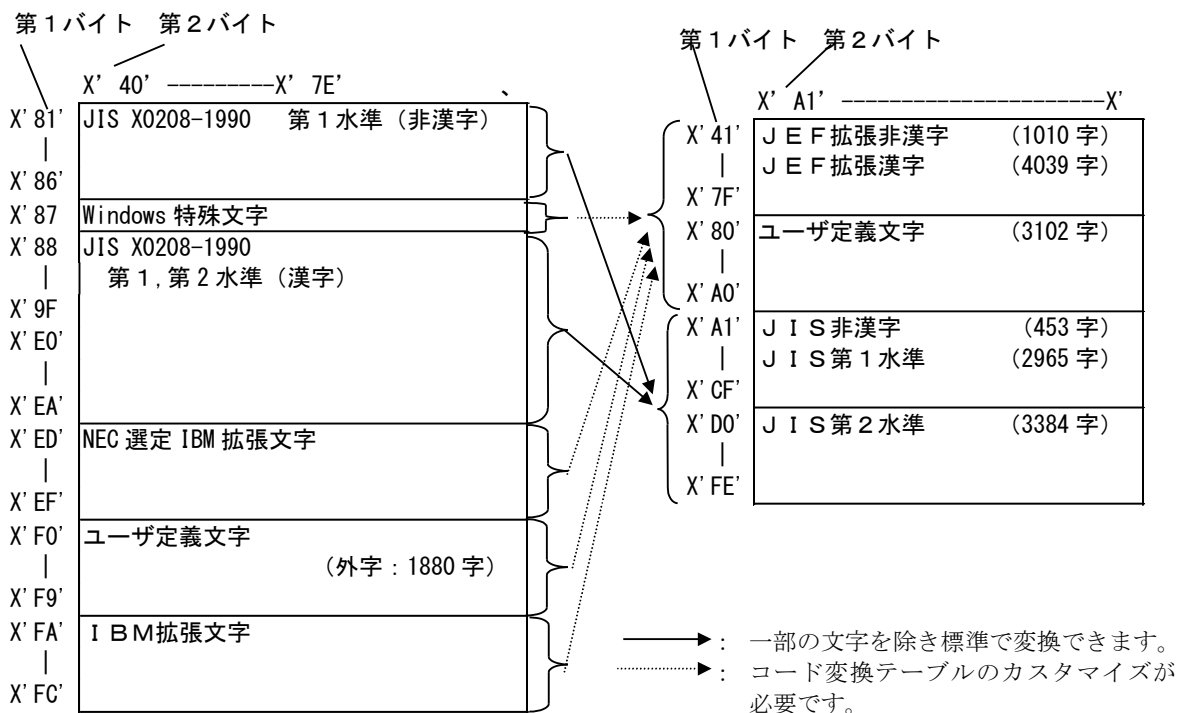 第１バイト　第２バイト
X’ 40’ ---------X’ 7E’　、
X’81’ JIS X0208-1990　第１水準（非漢字）
|
X’86’
X’87 Windows 特殊文字
X’88 JIS X0208-1990
| 第１,第２水準（漢字）
X’9F
X’E0’
|
X’EA’
X’ED’ NEC 選定 IBM 拡張文字
|
X’EF’
X’F0’ ユーザ定義文字
| （外字：1880 字）
X’F9’
X’FA’ ＩＢＭ拡張文字
|
X’FC’
第１バイト　第２バイト
X’ A1’ ----------------------X’
X’41’ ＪＥＦ拡張非漢字　（1010 字）
| ＪＥＦ拡張漢字　（4039 字）
X’7F’
X’80’ ユーザ定義文字　（3102 字）
|
X’A0’
X’A1’ ＪＩＳ非漢字　（453 字）
| ＪＩＳ第１水準　（2965 字）
X’CF’
X’D0’ ＪＩＳ第２水準　（3384 字）
|
X’FE’
： 一部の文字を除き標準で変換できます。
： コード変換テーブルのカスタマイズが
必要です。